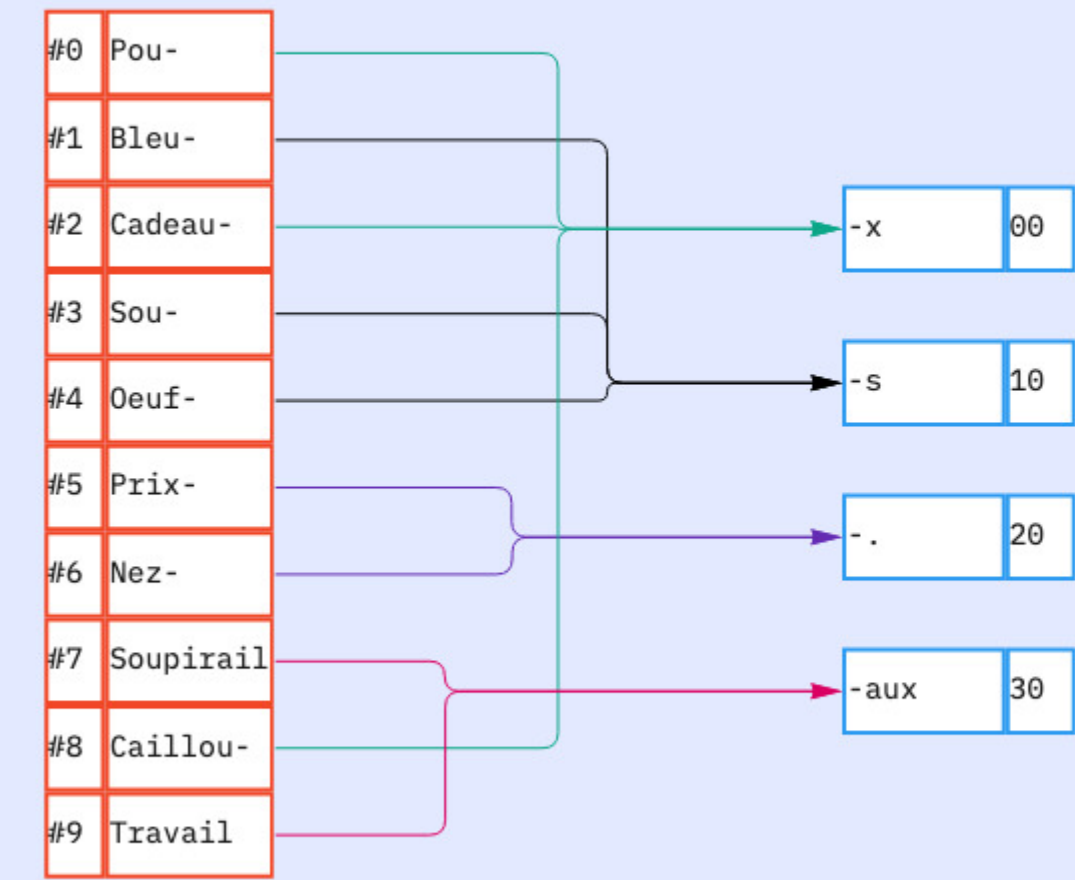 #0 Pou-
#1 Bleu-
#2 Cadeau-
#3 Sou-
#4 Oeuf-
#5 Prix-
#6 Nez-
#7 Soupirail
#8 Caillou-
#9 Travail
-x 00
-s 10
-. 20
-aux 30